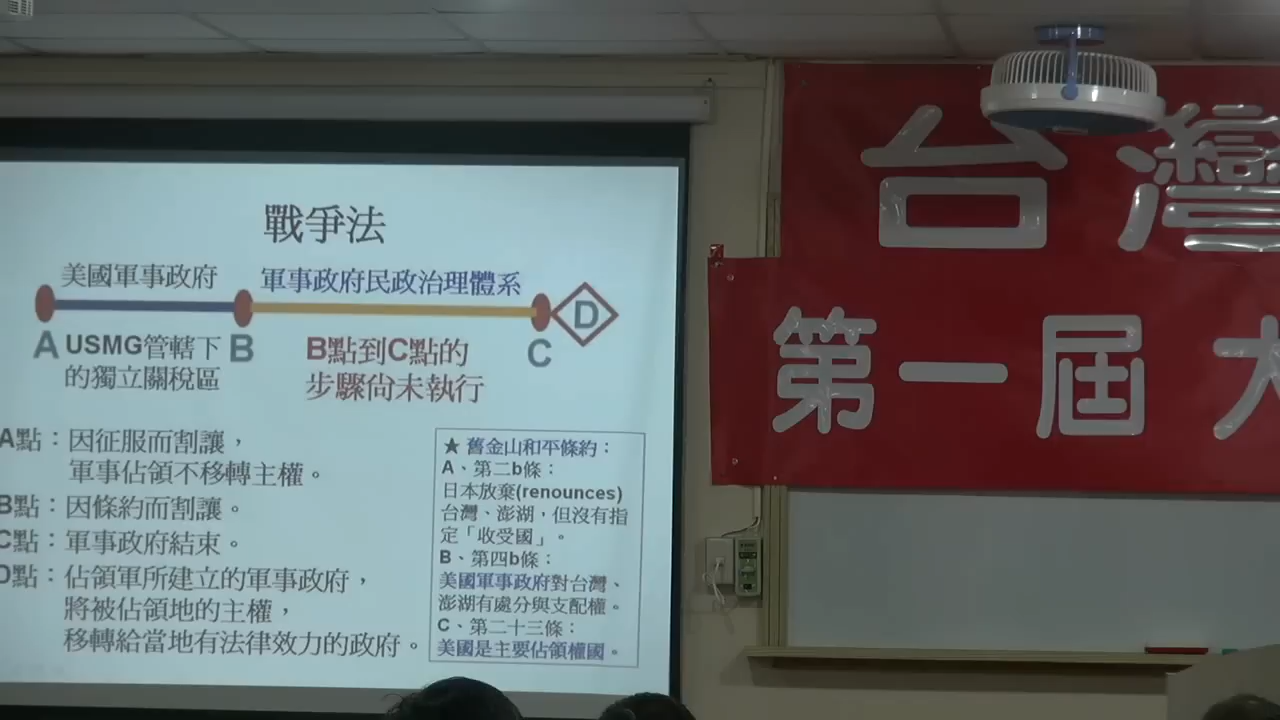 戰爭法
美國軍事政府
軍事政府民政治理體系
D
A
USMG管轄下
的獨立關稅區
B
B點到C點的
步驟尚未執行
C
A點：因征服而割讓，
軍事佔領不移轉主權。
B點：因條約而割讓。
C點：軍事政府結束。
D點：佔領軍所建立的軍事政府，
將被佔領地的主權，
移轉給當地有法律效力的政府。
★ 舊金山和平條約：
A、第二b條：
日本放棄(renounces)
台灣、澎湖，但沒有指
定「收受國」。
B、第四b條：
美國軍事政府對台灣、
澎湖有處分與支配權。
C、第二十三條：
美國是主要佔領權國。
台灣
第一屆大